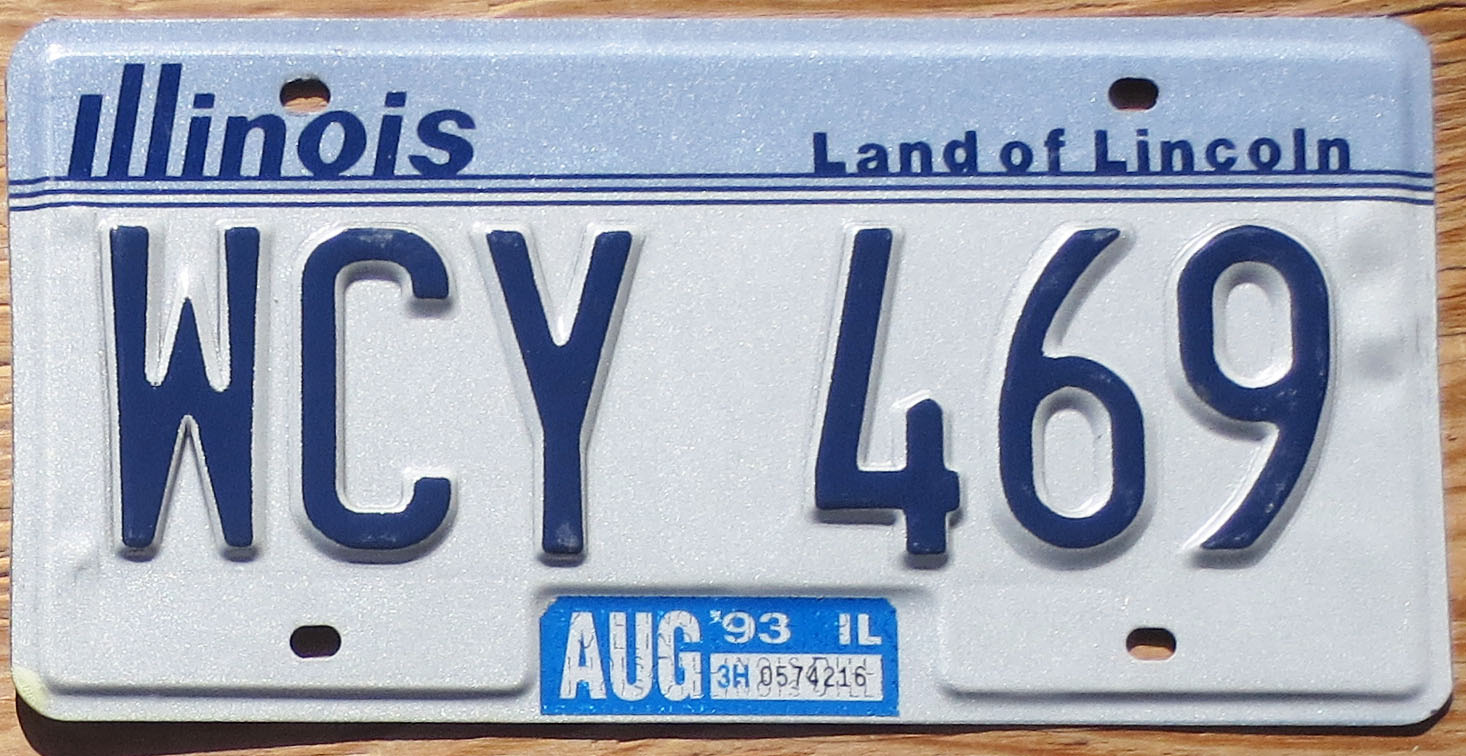 Illinois Land of Lincoln
WCY 469
AUG '93 IL
3H 0574216